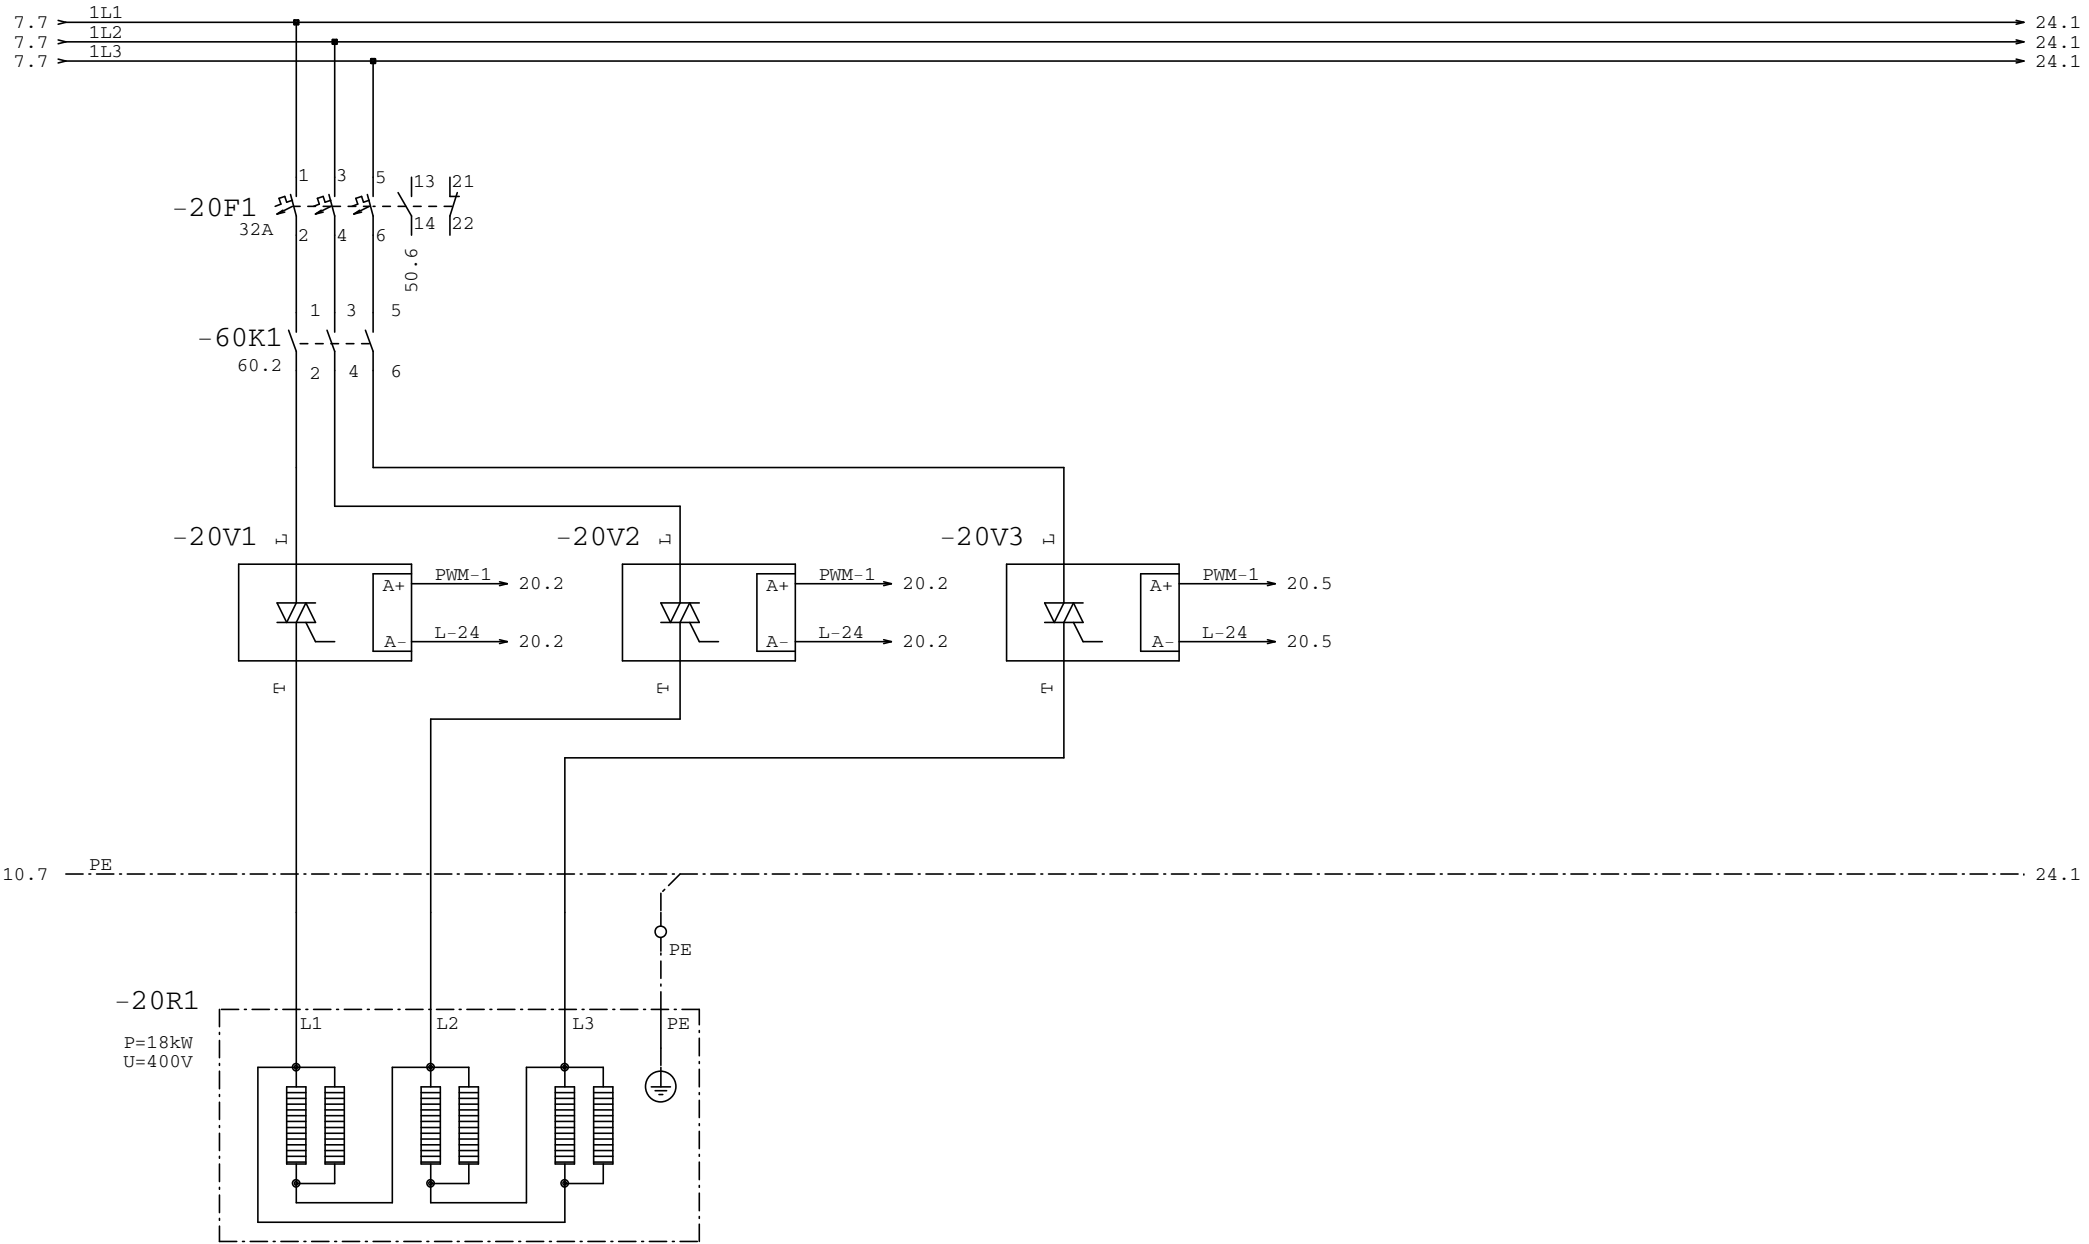 7.7 1L1 24.1
7.7 1L2 24.1
7.7 1L3 24.1
1 3 5 13 21
-20F1
32A
2 4 6 14 22
50.6
1 3 5
-60K1
60.2
2 4 6
-20V1 L -20V2 L -20V3 L
A+ PWM-1 20.2 A+ PWM-1 20.2 A+ PWM-1 20.5
A- L-24 20.2 A- L-24 20.2 A- L-24 20.5
T T T
10.7 PE 24.1
PE
-20R1
L1 L2 L3 PE
P=18kW
U=400V